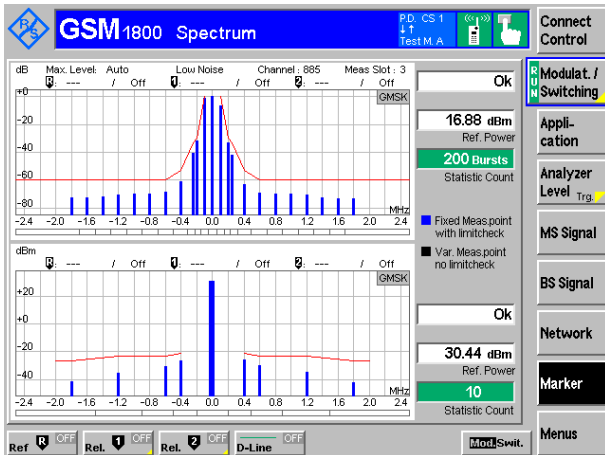 R/S
GSM 1800 Spectrum
P.D. CS 1
Test M. A
Connect Control
dB Max. Level: Auto Low Noise Channel : 885 Meas Slot : 3
R : --- / Off 1 : --- / Off 2 : --- / Off
GMSK
+0
-20
-40
-60
-80
MHz
-2.4 -2.0 -1.6 -1.2 -0.8 -0.4 0.0 0.4 0.8 1.2 1.6 2.0 2.4
Ok
16.88 dBm
Ref. Power
200 Bursts
Statistic Count
Fixed Meas.point
with limitcheck
Var. Meas.point
no limitcheck
dBm
R : --- / Off 1 : --- / Off 2 : --- / Off
GMSK
+20
+0
-20
-40
MHz
-2.4 -2.0 -1.6 -1.2 -0.8 -0.4 0.0 0.4 0.8 1.2 1.6 2.0 2.4
Ok
30.44 dBm
Ref. Power
10
Statistic Count
RUN
Modulat. /
Switching
Appli-
cation
Analyzer
Level Trg.
MS Signal
BS Signal
Network
Marker
Menus
Ref R OFF
Rel. 1 OFF
Rel. 2 OFF
D-Line OFF
Mod.Swit.